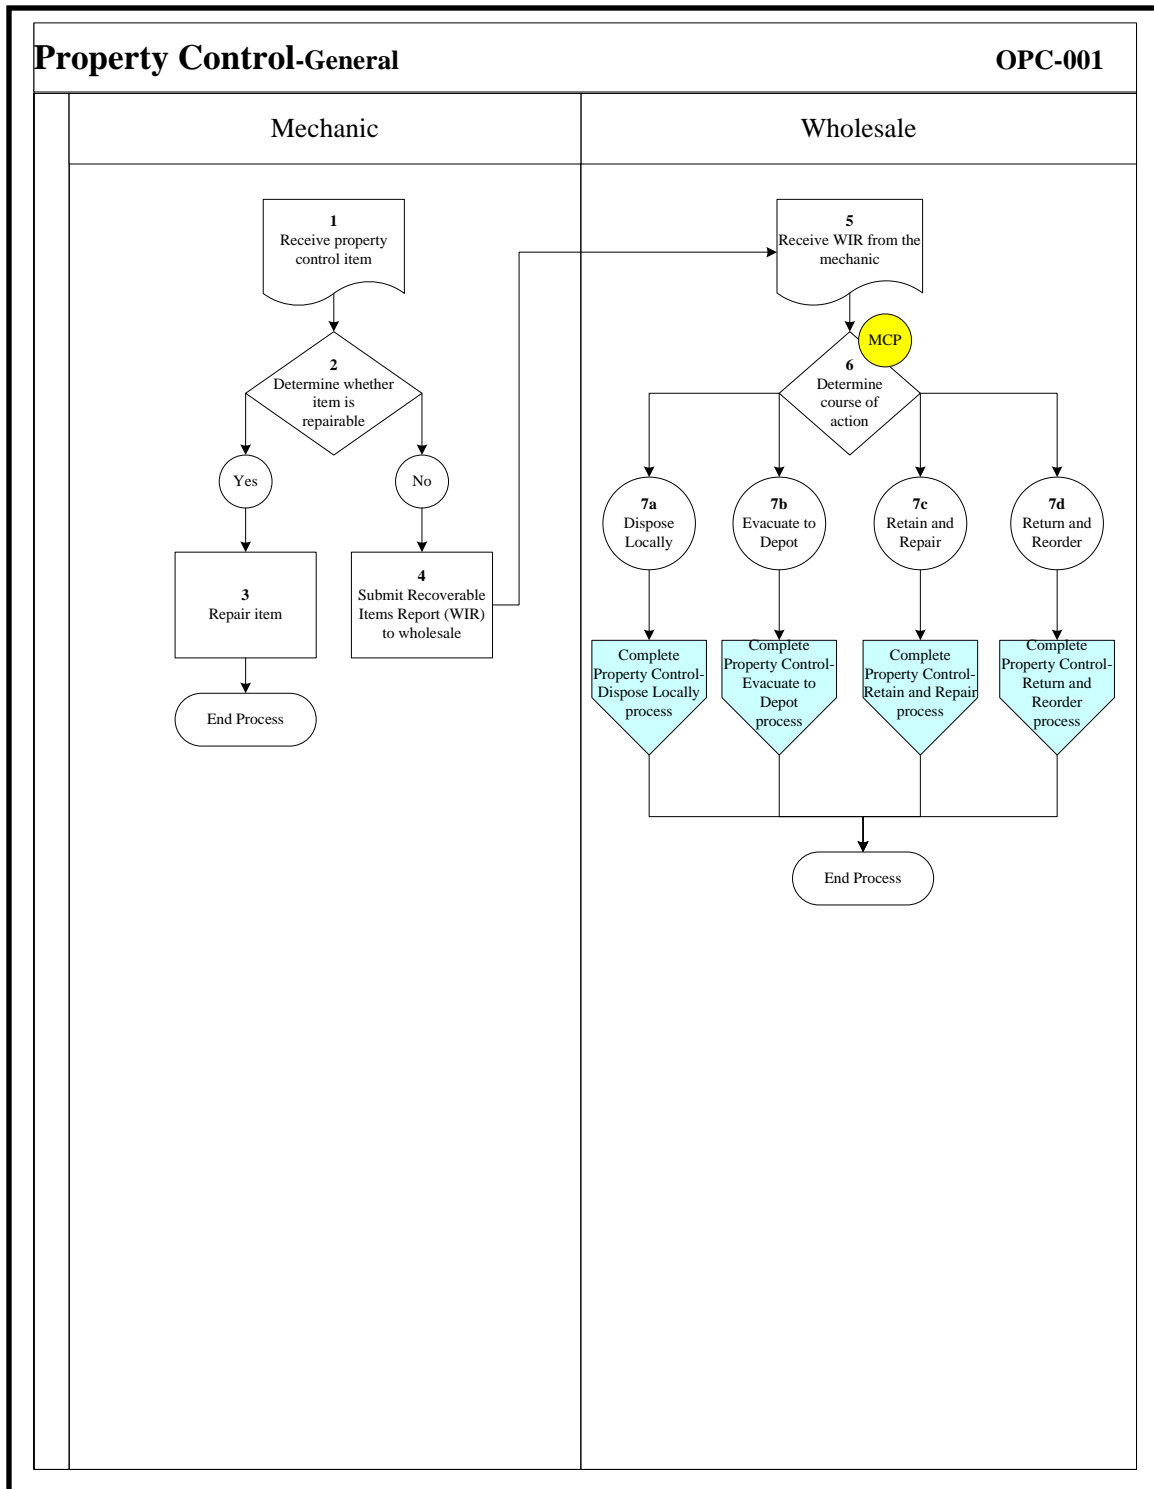 Property Control-General
OPC-001
Mechanic
Wholesale
1
Receive property
control item
2
Determine whether
item is
repairable
Yes
No
3
Repair item
4
Submit Recoverable
Items Report (WIR)
to wholesale
End Process
5
Receive WIR from the
mechanic
MCP
6
Determine
course of
action
7a
Dispose
Locally
7b
Evacuate to
Depot
7c
Retain and
Repair
7d
Return and
Reorder
Complete
Property Control-
Dispose Locally
process
Complete
Property Control-
Evacuate to
Depot
process
Complete
Property Control-
Retain and Repair
process
Complete
Property Control-
Return and
Reorder
process
End Process